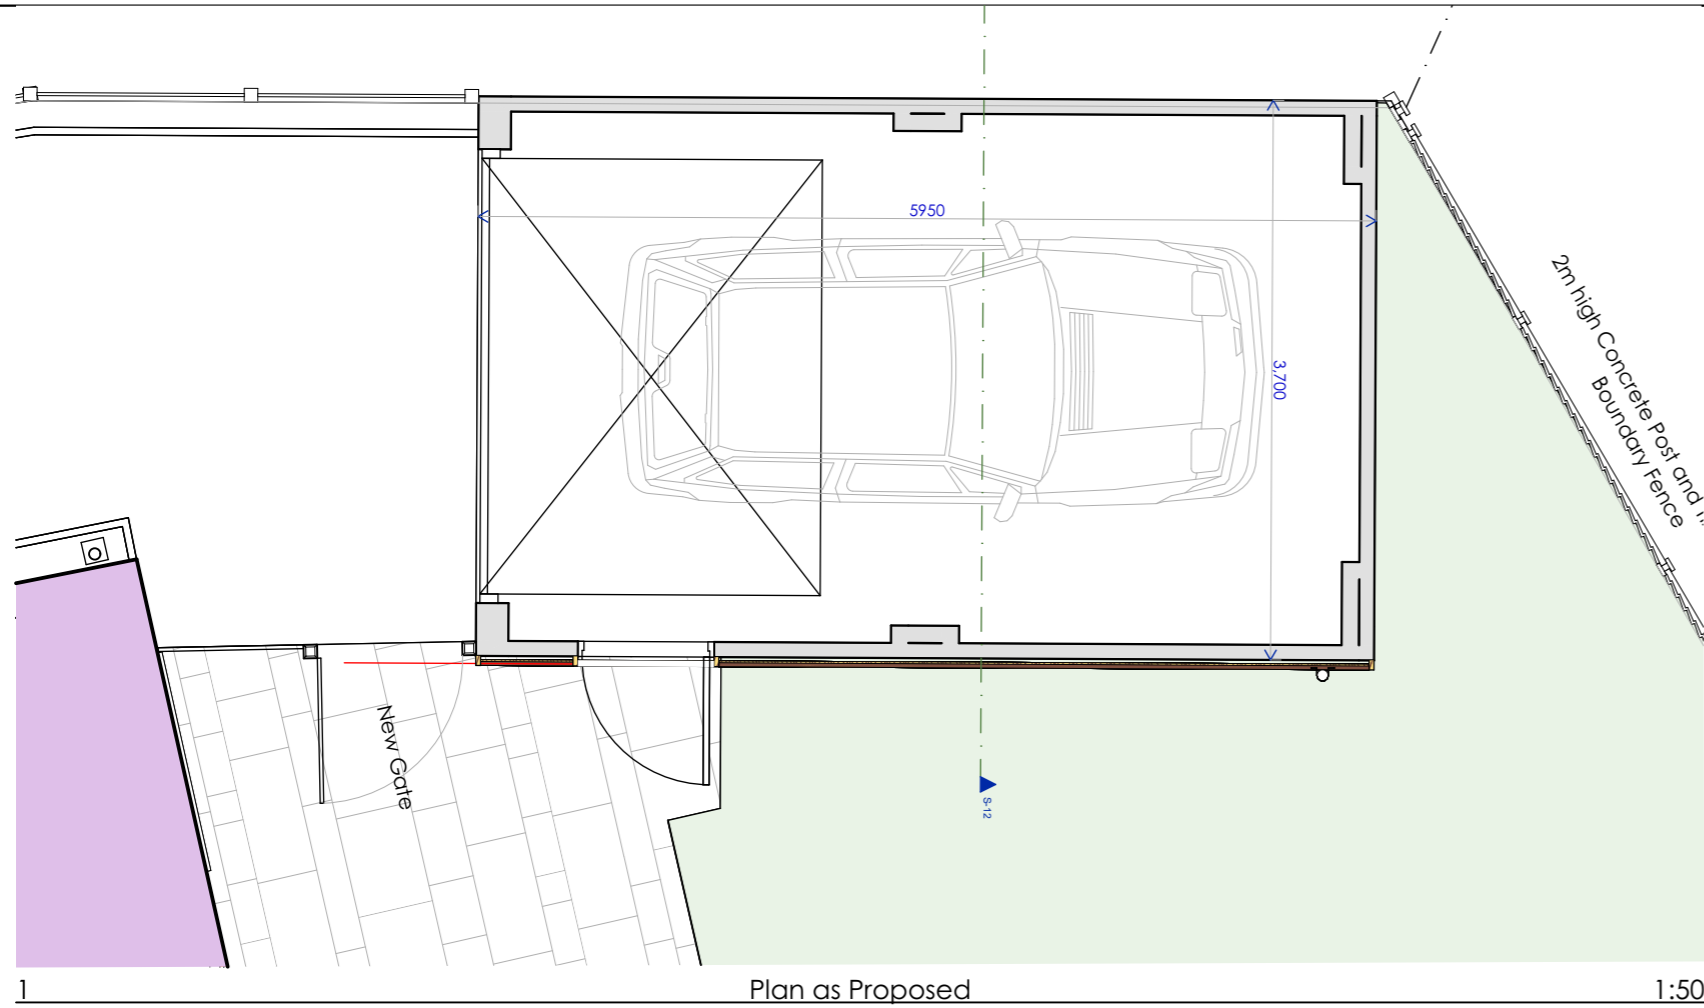 5950
3,700
2m high Concrete Post and
Boundary Fence
New Gate
S-12
1
Plan as Proposed
1:50